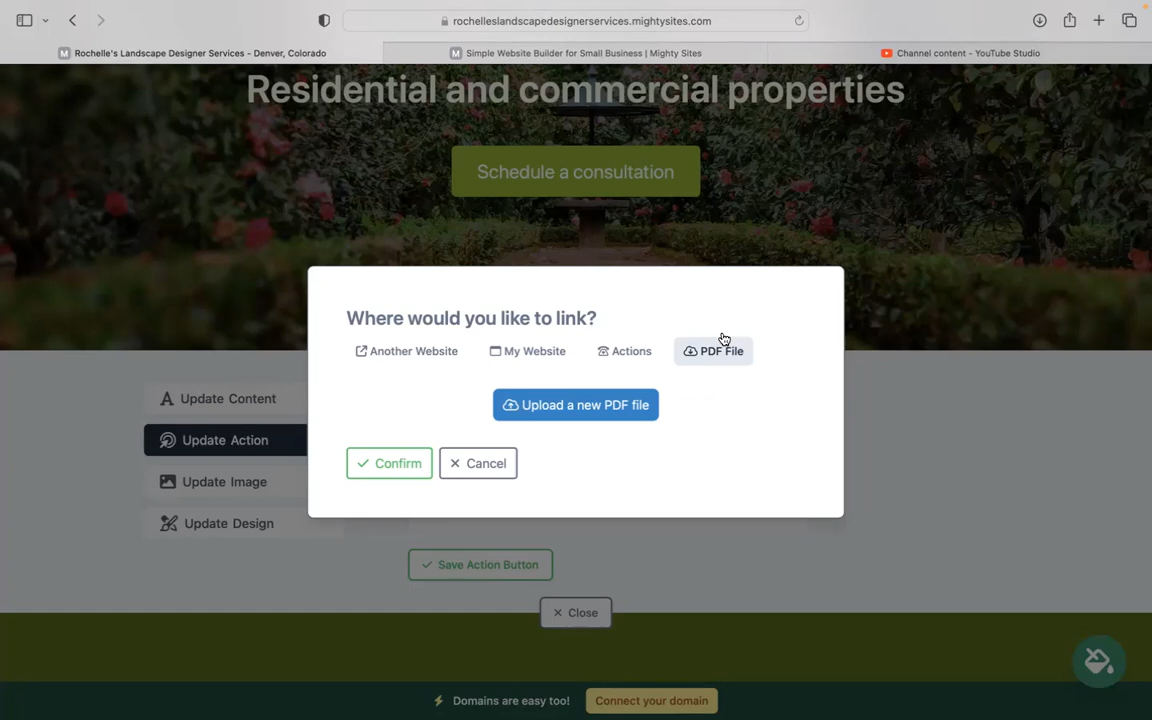 rochelleslandscapedesignerservices.mightysites.com
Rochelle's Landscape Designer Services - Denver, Colorado
Simple Website Builder for Small Business | Mighty Sites
Channel content - YouTube Studio
Residential and commercial properties
Schedule a consultation
Where would you like to link?
Another Website
My Website
Actions
PDF File
Upload a new PDF file
Confirm
Cancel
Update Content
Update Action
Update Image
Update Design
Save Action Button
Close
Domains are easy too!
Connect your domain